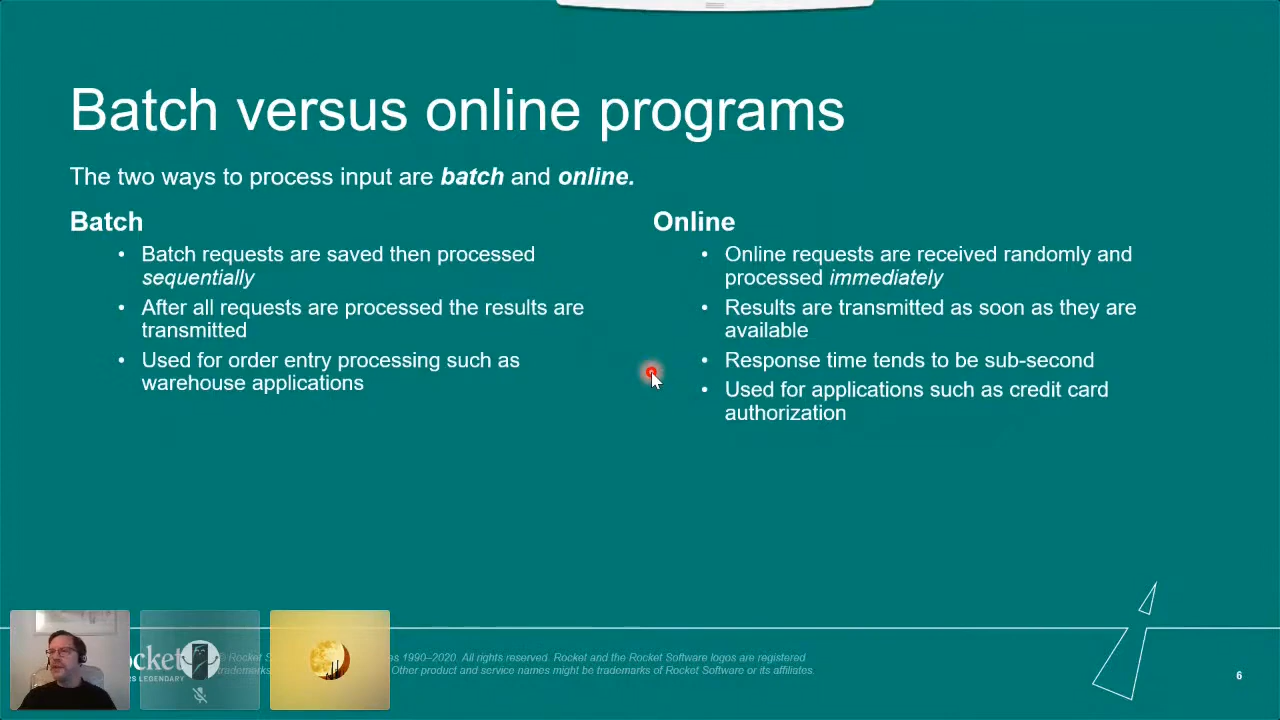 Batch versus online programs
The two ways to process input are batch and online.
Batch
• Batch requests are saved then processed
sequentially
• After all requests are processed the results are
transmitted
• Used for order entry processing such as
warehouse applications
Online
• Online requests are received randomly and
processed immediately
• Results are transmitted as soon as they are
available
• Response time tends to be sub-second
• Used for applications such as credit card
authorization
ocket
RS LEGENDARY
© Rocket S es 1990–2020. All rights reserved. Rocket and the Rocket Software logos are registered
trademarks Other product and service names might be trademarks of Rocket Software or its affiliates.
6